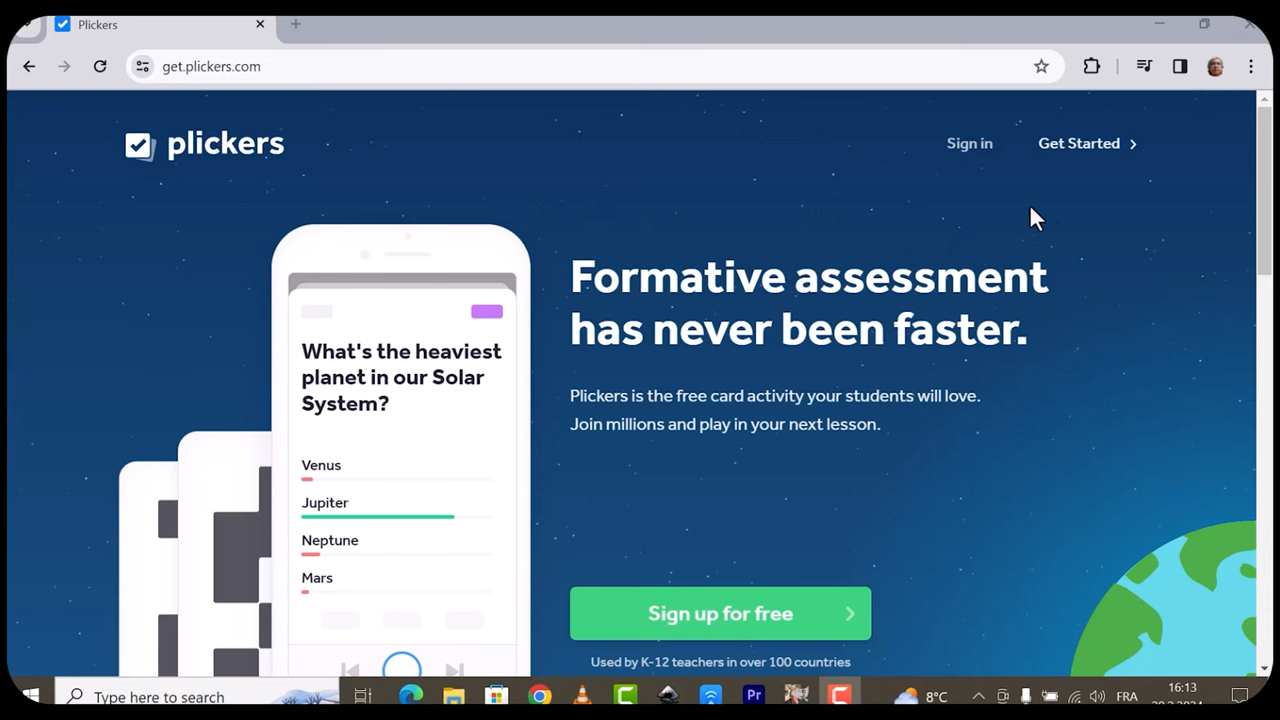 Plickers
get.plickers.com
plickers
Sign in
Get Started
Formative assessment
has never been faster.
Plickers is the free card activity your students will love.
Join millions and play in your next lesson.
What's the heaviest
planet in our Solar
System?
Venus
Jupiter
Neptune
Mars
Sign up for free
Used by K-12 teachers in over 100 countries
Type here to search
Pr
8°C
FRA
16:13